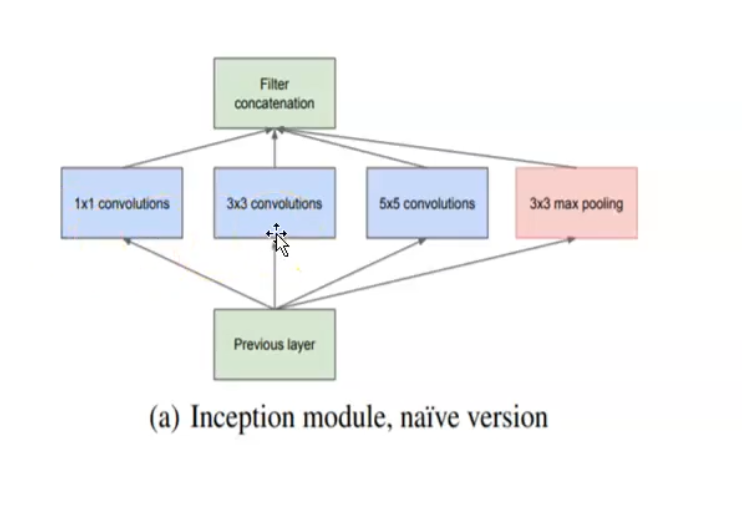 Filter
concatenation
1x1 convolutions
3x3 convolutions
5x5 convolutions
3x3 max pooling
Previous layer
(a) Inception module, naïve version